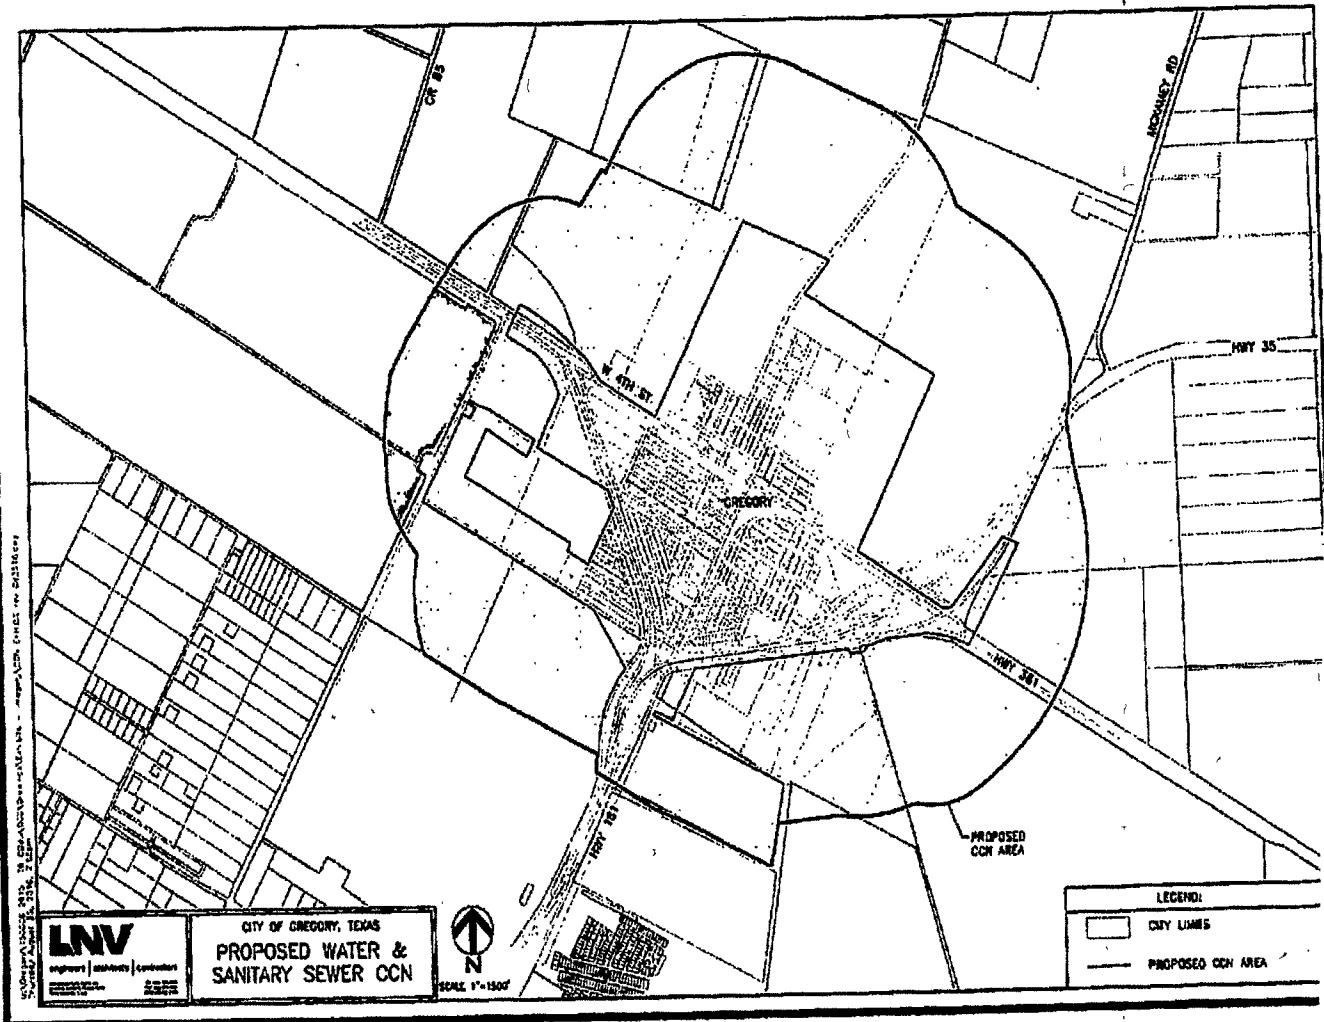 CR 85
MCKAMEY RD
HWY 35
W 4TH ST
GREGORY
HWY 361
HWY 181
PROPOSED
CCN AREA
LEGEND:
CITY LIMITS
PROPOSED CCN AREA
LNV
engineers | architects | contractors
CITY OF GREGORY, TEXAS
PROPOSED WATER &
SANITARY SEWER CCN
N
SCALE 1"=1500'